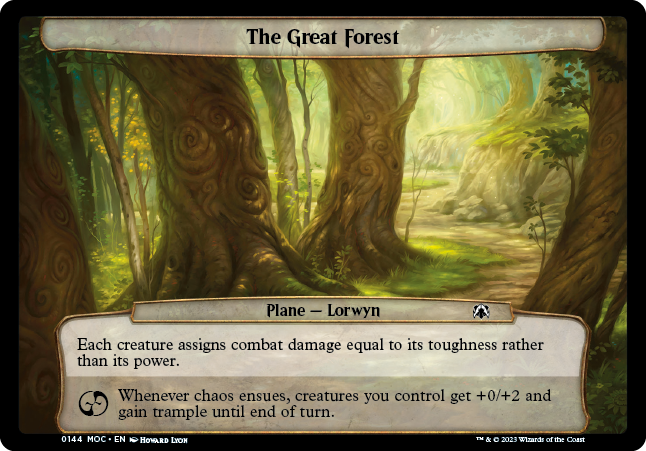 The Great Forest
Plane — Lorwyn
Each creature assigns combat damage equal to its toughness rather
than its power.
Whenever chaos ensues, creatures you control get +0/+2 and
gain trample until end of turn.
0144 MOC • EN Howard Lyon
™ & © 2023 Wizards of the Coast